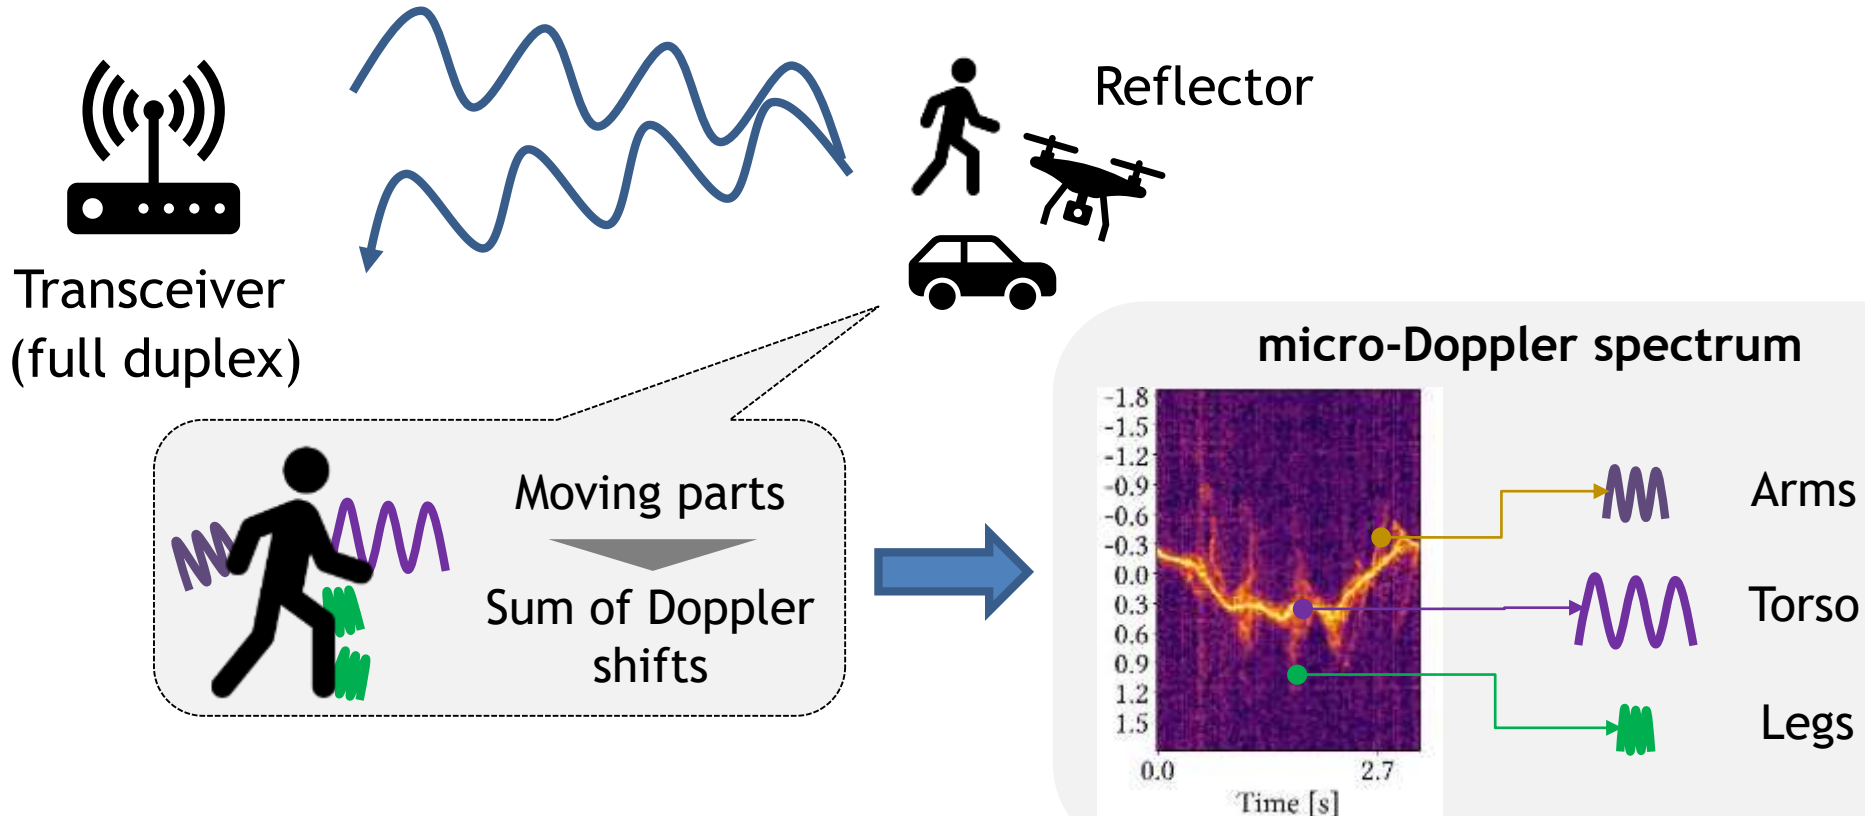 Reflector
Transceiver
(full duplex)
Moving parts
Sum of Doppler
shifts
micro-Doppler spectrum
-1.8
-1.5
-1.2
-0.9
-0.6
-0.3
0.0
0.3
0.6
0.9
1.2
1.5
0.0 2.7
Time [s]
Arms
Torso
Legs